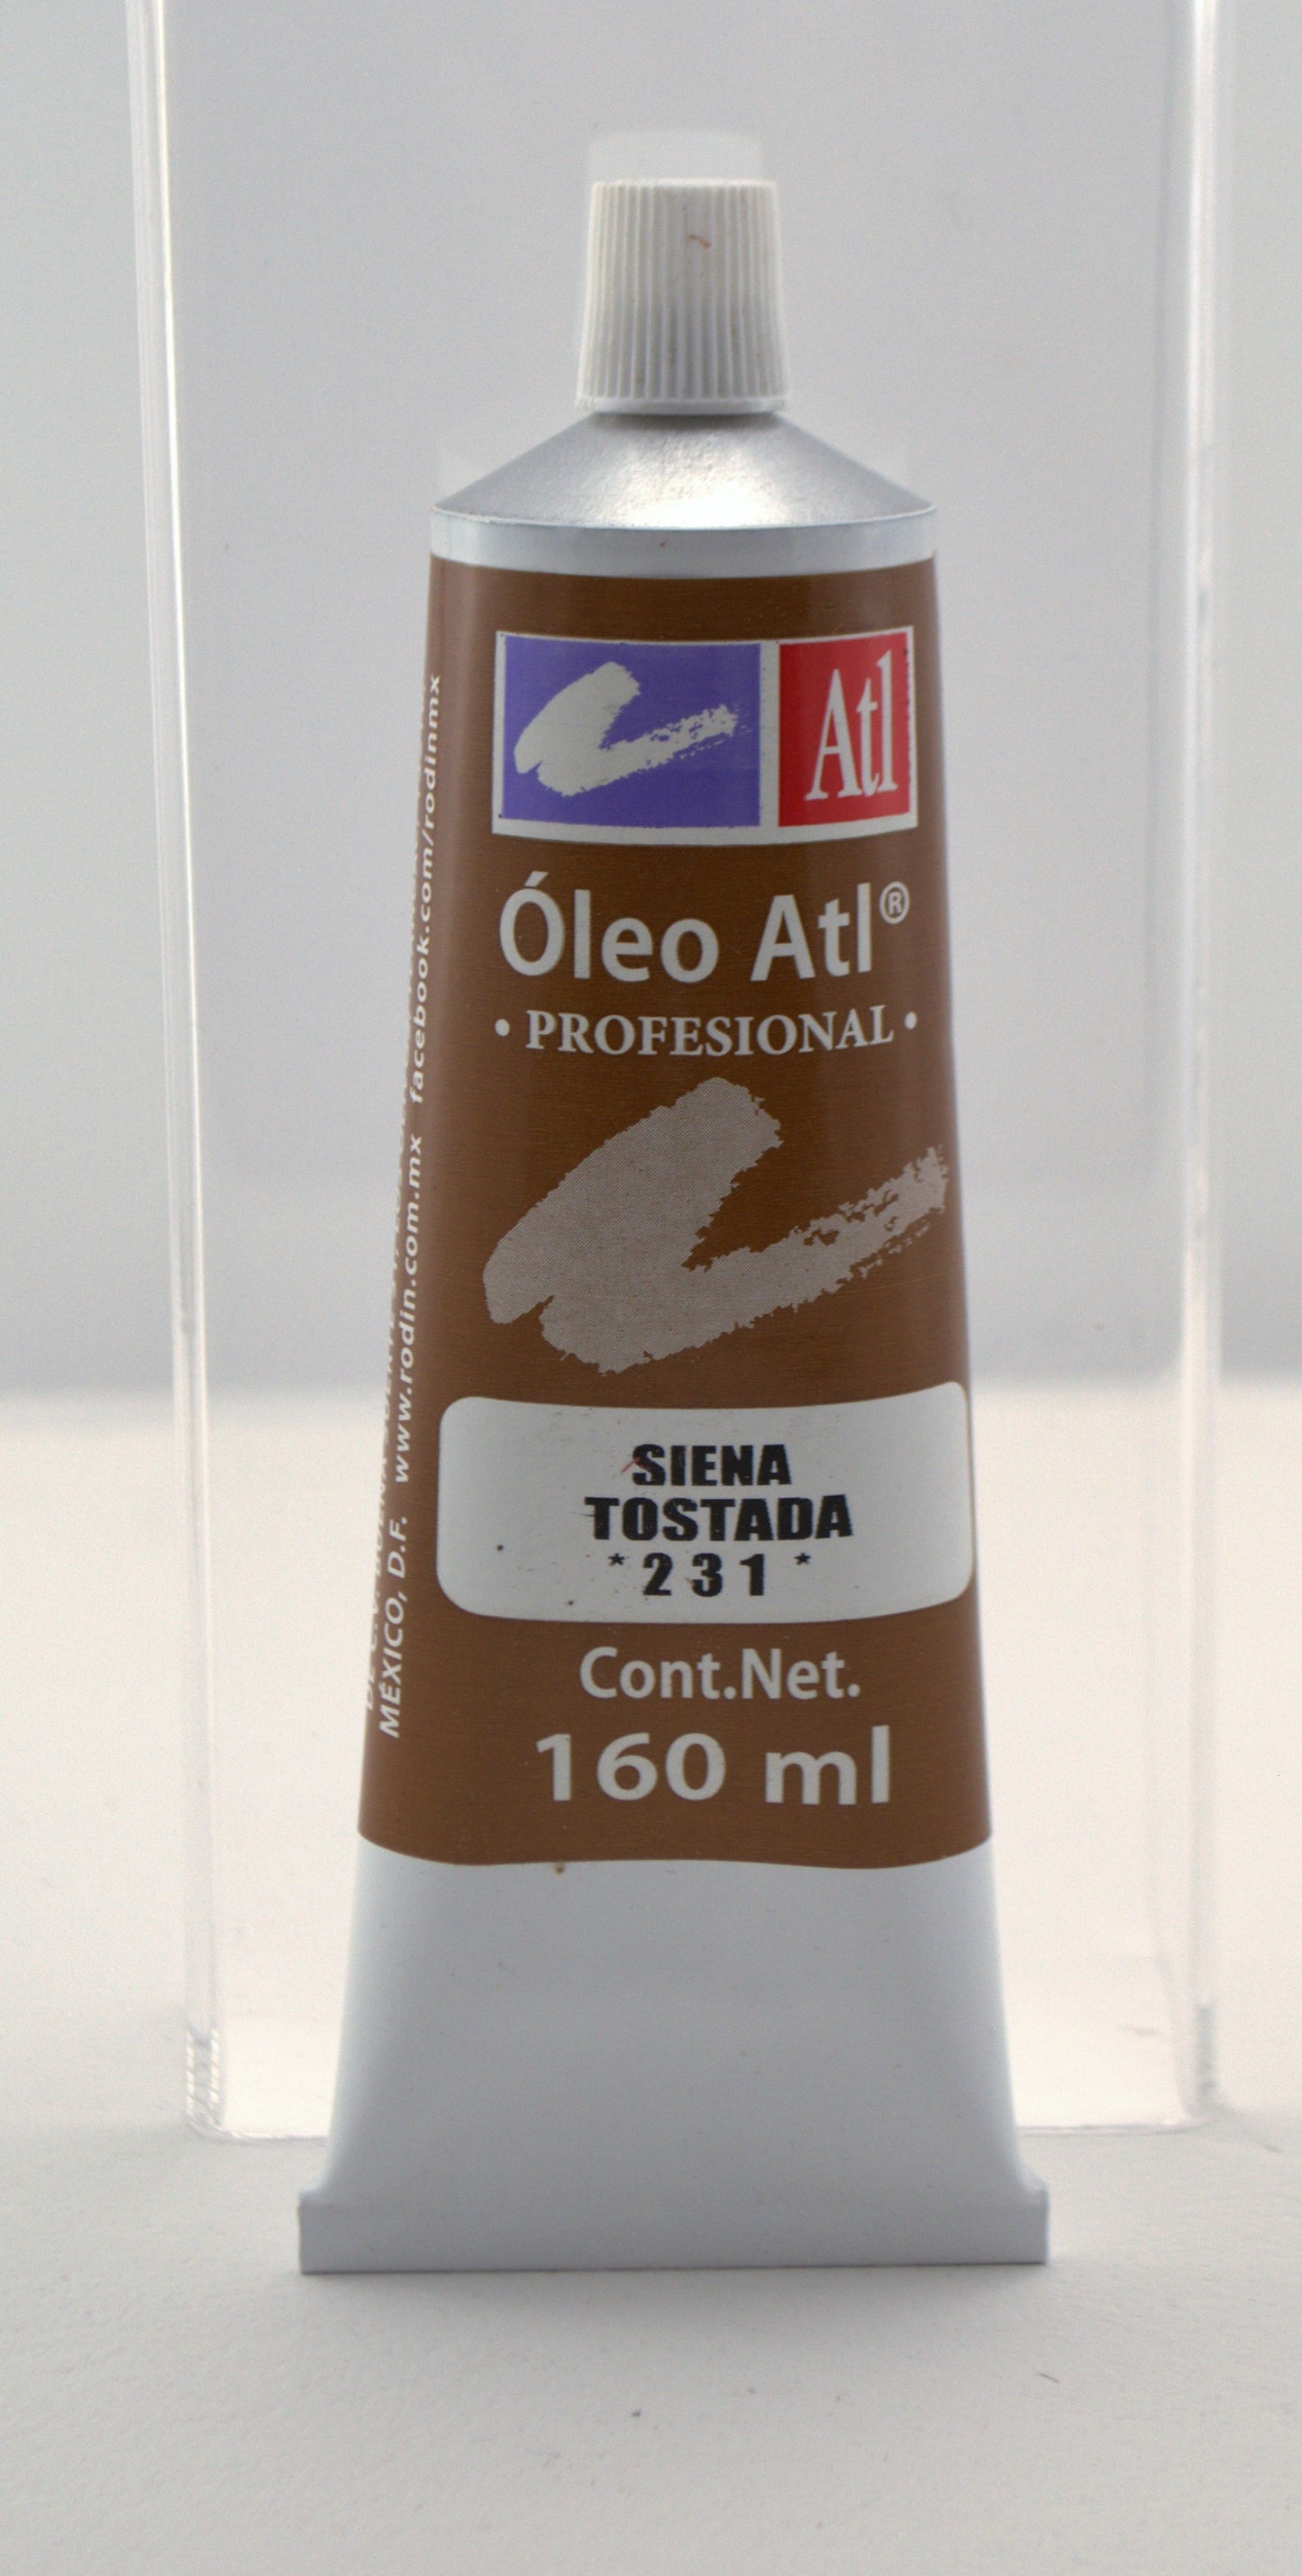 Atl
Óleo Atl®
• PROFESIONAL •
SIENA
TOSTADA
* 2 3 1 *
Cont.Net.
160 ml
MÉXICO, D.F. www.rodin.com.mx facebook.com/rodinmx